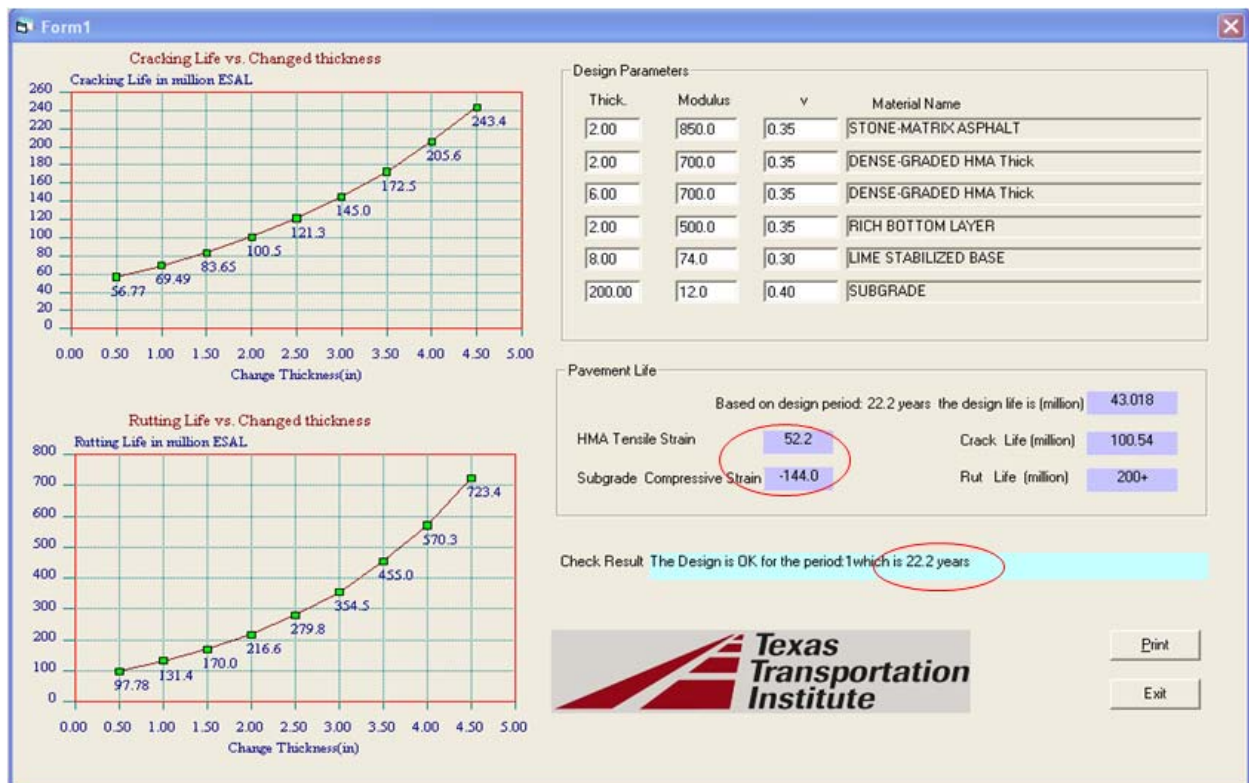 Form1
Cracking Life vs. Changed thickness
Cracking Life in million ESAL
260
240
220
200
180
160
140
120
100
80
60
40
20
0
56.77
69.49
83.65
100.5
121.3
145.0
172.5
205.6
243.4
0.00 0.50 1.00 1.50 2.00 2.50 3.00 3.50 4.00 4.50 5.00
Change Thickness(in)
Rutting Life vs. Changed thickness
Rutting Life in million ESAL
800
700
600
500
400
300
200
100
0
97.78
131.4
170.0
216.6
279.8
354.5
455.0
570.3
723.4
0.00 0.50 1.00 1.50 2.00 2.50 3.00 3.50 4.00 4.50 5.00
Change Thickness(in)
Design Parameters
Thick. Modulus v Material Name
2.00 850.0 0.35 STONE-MATRIX ASPHALT
2.00 700.0 0.35 DENSE-GRADED HMA Thick
6.00 700.0 0.35 DENSE-GRADED HMA Thick
2.00 500.0 0.35 RICH BOTTOM LAYER
8.00 74.0 0.30 LIME STABILIZED BASE
200.00 12.0 0.40 SUBGRADE
Pavement Life
Based on design period: 22.2 years the design life is (million) 43.018
HMA Tensile Strain 52.2 Crack Life (million) 100.54
Subgrade Compressive Strain -144.0 Rut Life (million) 200+
Check Result The Design is OK for the period:1which is 22.2 years
Texas
Transportation
Institute
Print
Exit